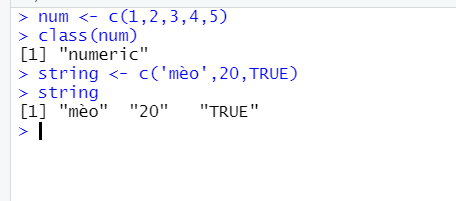 > num <- c(1,2,3,4,5)
> class(num)
[1] "numeric"
> string <- c('mèo',20,TRUE)
> string
[1] "mèo"  "20"   "TRUE"
>